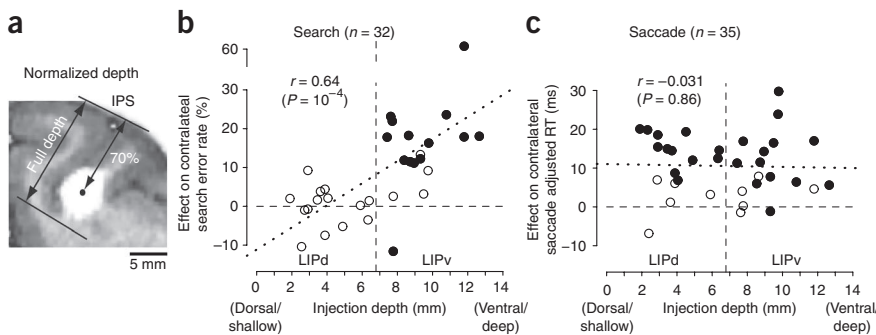 a
Normalized depth
IPS
Full depth
70%
5 mm
b
Search (n = 32)
r = 0.64
(P = 10⁻⁴)
Effect on contralateal
search error rate (%)
60
30
20
10
0
−10
LIPd
LIPv
0 2 4 6 8 10 12 14
(Dorsal/
shallow)
Injection depth (mm)
(Ventral/
deep)
c
Saccade (n = 35)
r = −0.031
(P = 0.86)
Effect on contralateral
saccade adjusted RT (ms)
30
20
10
0
−10
LIPd
LIPv
0 2 4 6 8 10 12 14
(Dorsal/
shallow)
Injection depth (mm)
(Ventral/
deep)